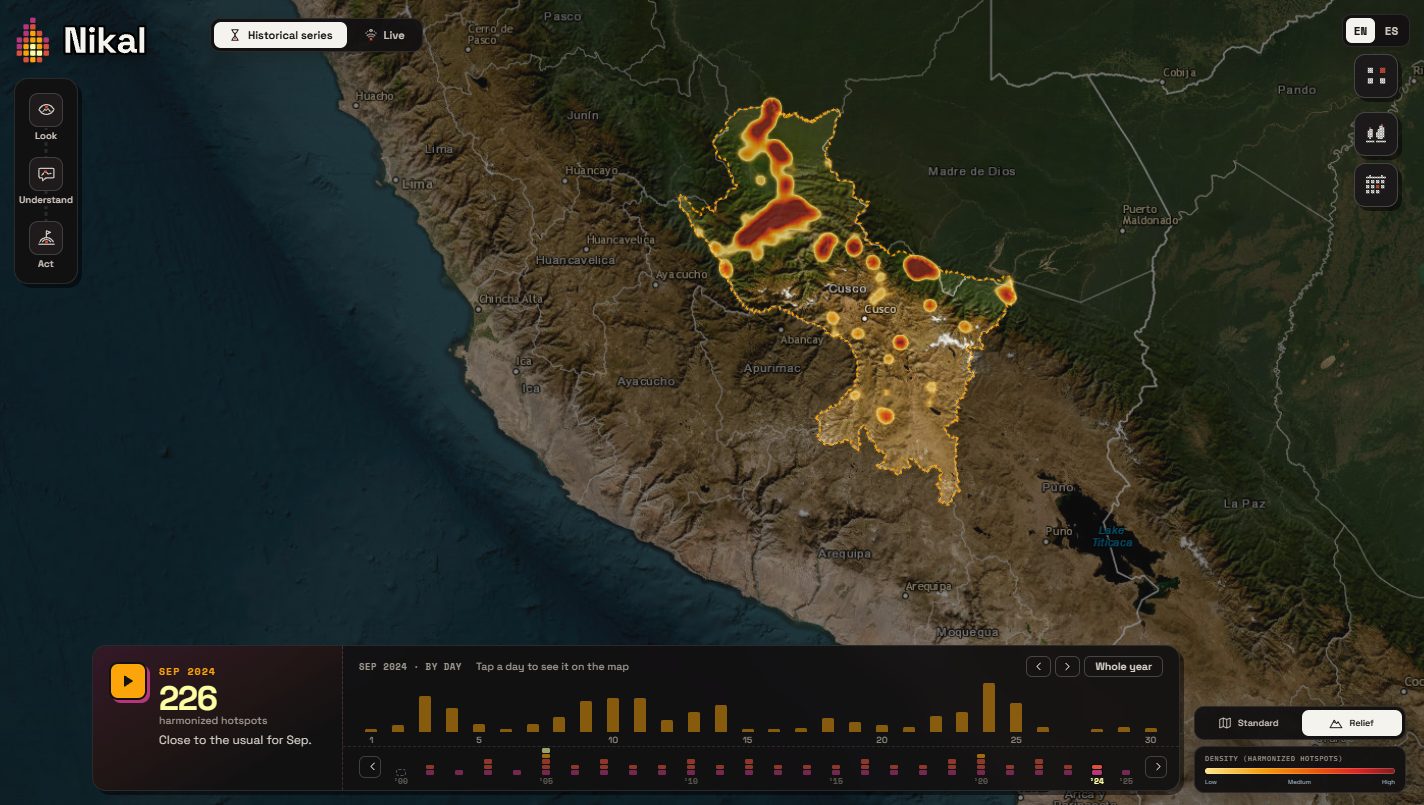 Nikal
Historical series
Live
EN
ES
Look
Understand
Act
Pasco
Cerro de
Pasco
Huacho
Junín
Lima
Lima
Huancayo
Huancavelica
Huancavelica
Ayacucho
Chincha Alta
Ica
Ica
Ayacucho
Abancay
Apurimac
Cusco
Cusco
Madre de Dios
Puerto
Maldonado
Cobija
Pando
Puno
Puno
Lake
Titicaca
La Paz
Arequipa
Arequipa
Moquegua
SEP 2024
226
harmonized hotspots
Close to the usual for Sep.
SEP 2024 · BY DAY
Tap a day to see it on the map
Whole year
1
5
10
15
20
25
30
'00
'05
'10
'15
'20
'24
'25
Standard
Relief
DENSITY (HARMONIZED HOTSPOTS)
Low
Medium
High